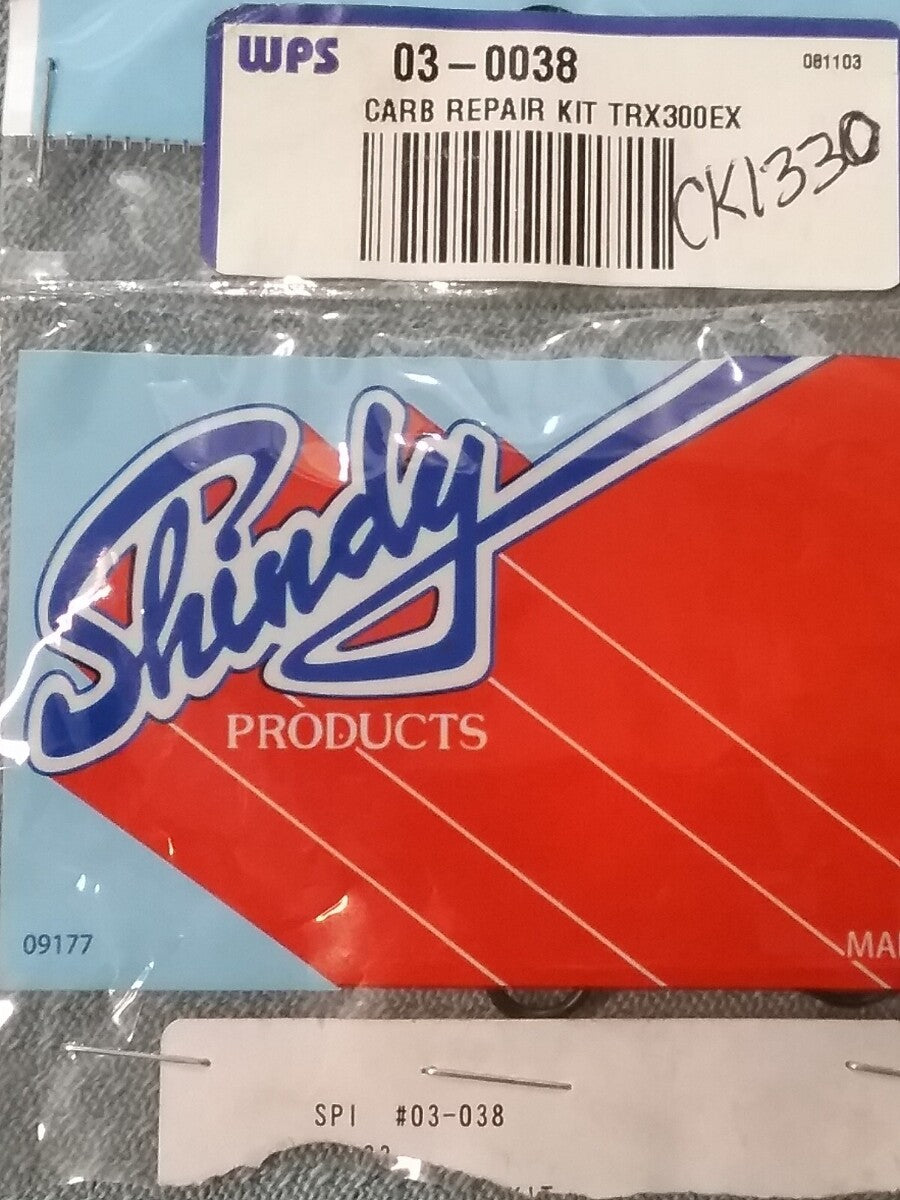 WPS 03-0038 081103
CARB REPAIR KIT TRX300EX
CK1330
Shindy
PRODUCTS
09177
SPI #03-038